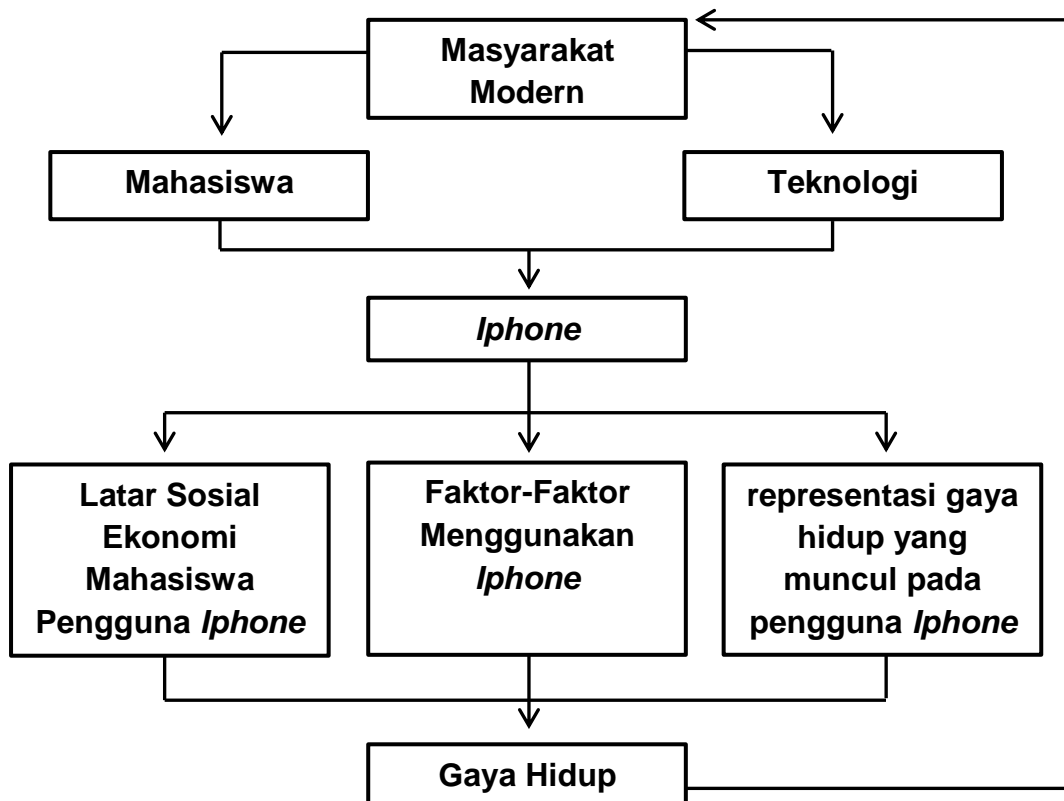 Masyarakat
Modern
Mahasiswa
Teknologi
Iphone
Latar Sosial
Ekonomi
Mahasiswa
Pengguna Iphone
Faktor-Faktor
Menggunakan
Iphone
representasi gaya
hidup yang
muncul pada
pengguna Iphone
Gaya Hidup